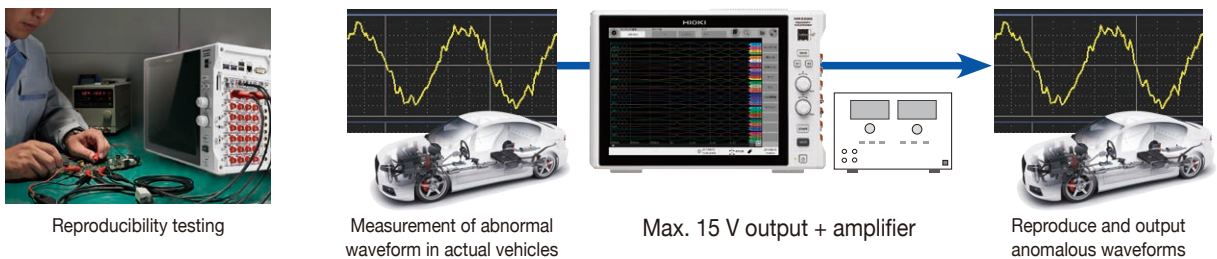 HIOKI
Reproducibility testing
Measurement of abnormal
waveform in actual vehicles
Max. 15 V output + amplifier
Reproduce and output
anomalous waveforms